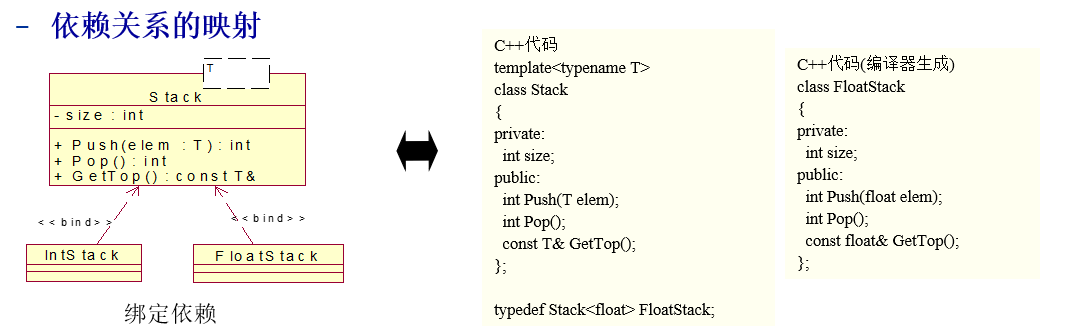 – 依赖关系的映射
T
Stack
- size : int
+ Push(elem : T) : int
+ Pop() : int
+ GetTop() : const T&
<<bind>>
<<bind>>
IntStack
FloatStack
绑定依赖
C++代码
template<typename T>
class Stack
{
private:
int size;
public:
int Push(T elem);
int Pop();
const T& GetTop();
};
typedef Stack<float> FloatStack;
C++代码(编译器生成)
class FloatStack
{
private:
int size;
public:
int Push(float elem);
int Pop();
const float& GetTop();
};